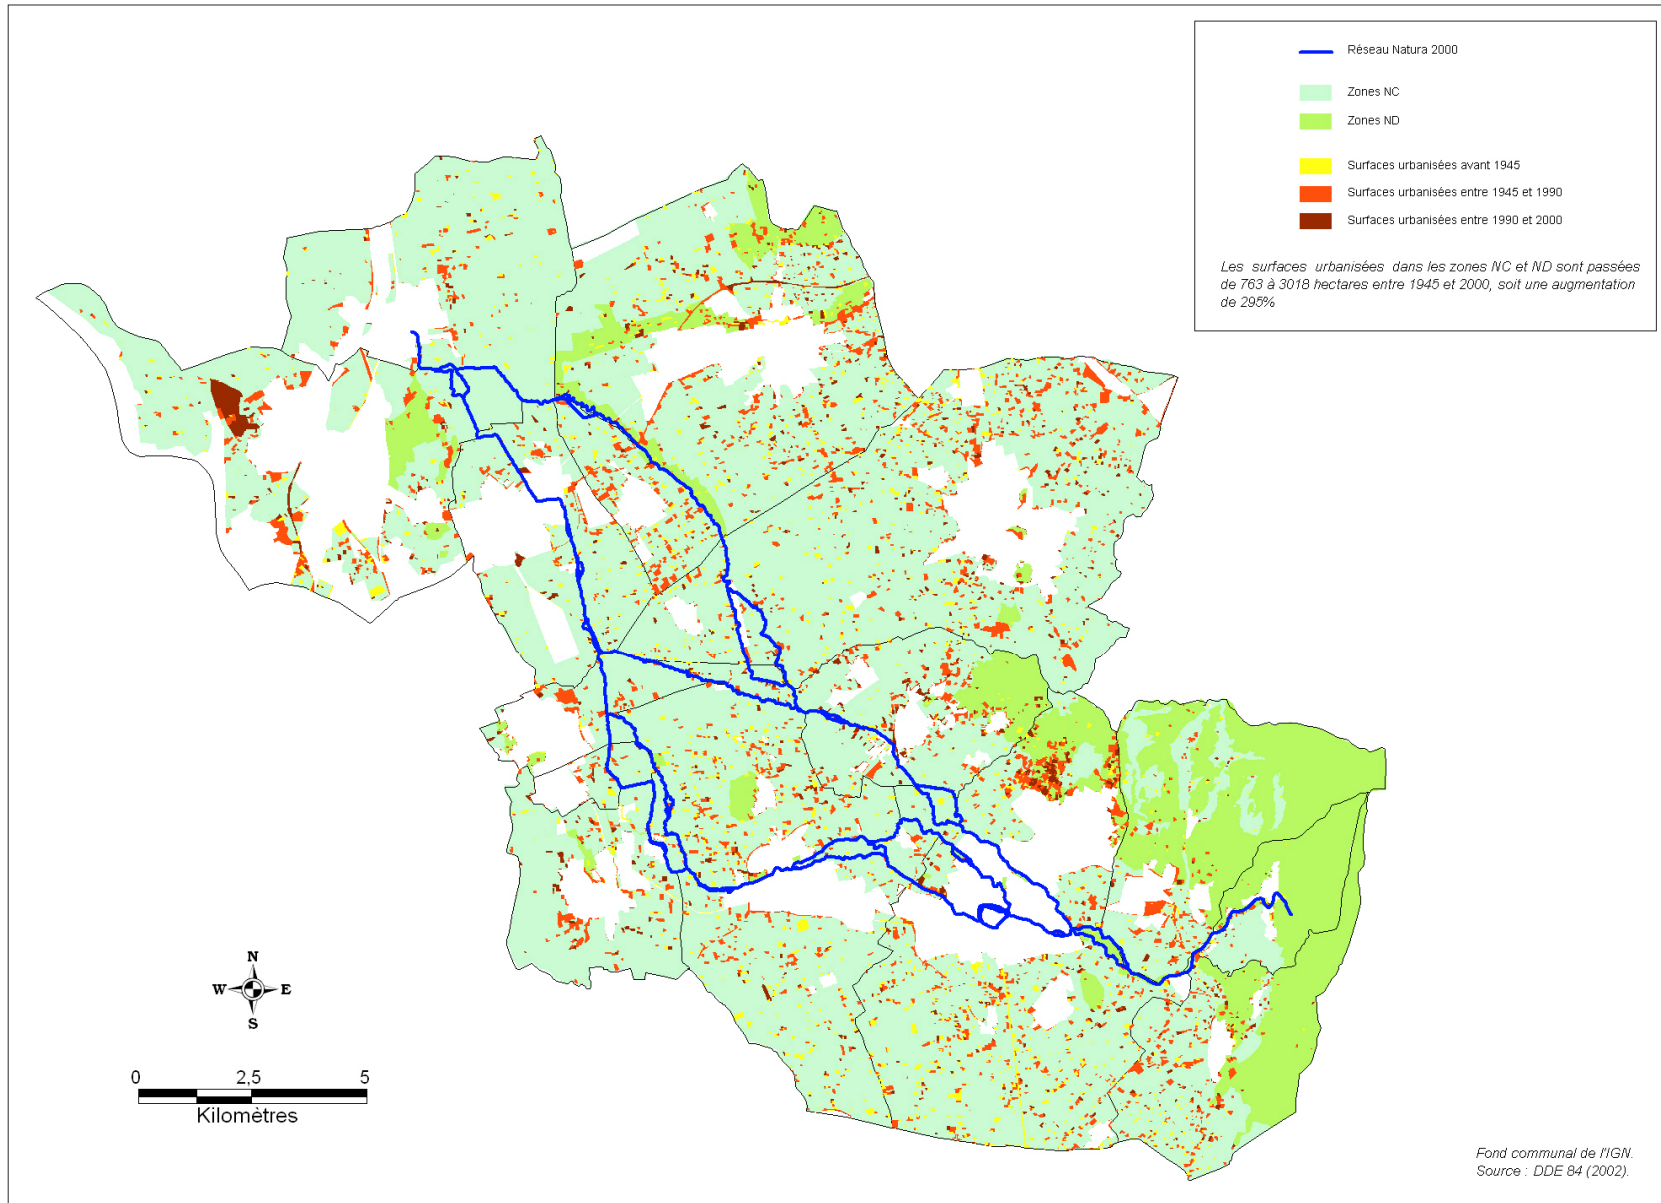 Réseau Natura 2000
Zones NC
Zones ND
Surfaces urbanisées avant 1945
Surfaces urbanisées entre 1945 et 1990
Surfaces urbanisées entre 1990 et 2000
Les surfaces urbanisées dans les zones NC et ND sont passées
de 763 à 3018 hectares entre 1945 et 2000, soit une augmentation
de 295%
N
W E
S
0 2,5 5
Kilomètres
Fond communal de l'IGN.
Source : DDE 84 (2002).